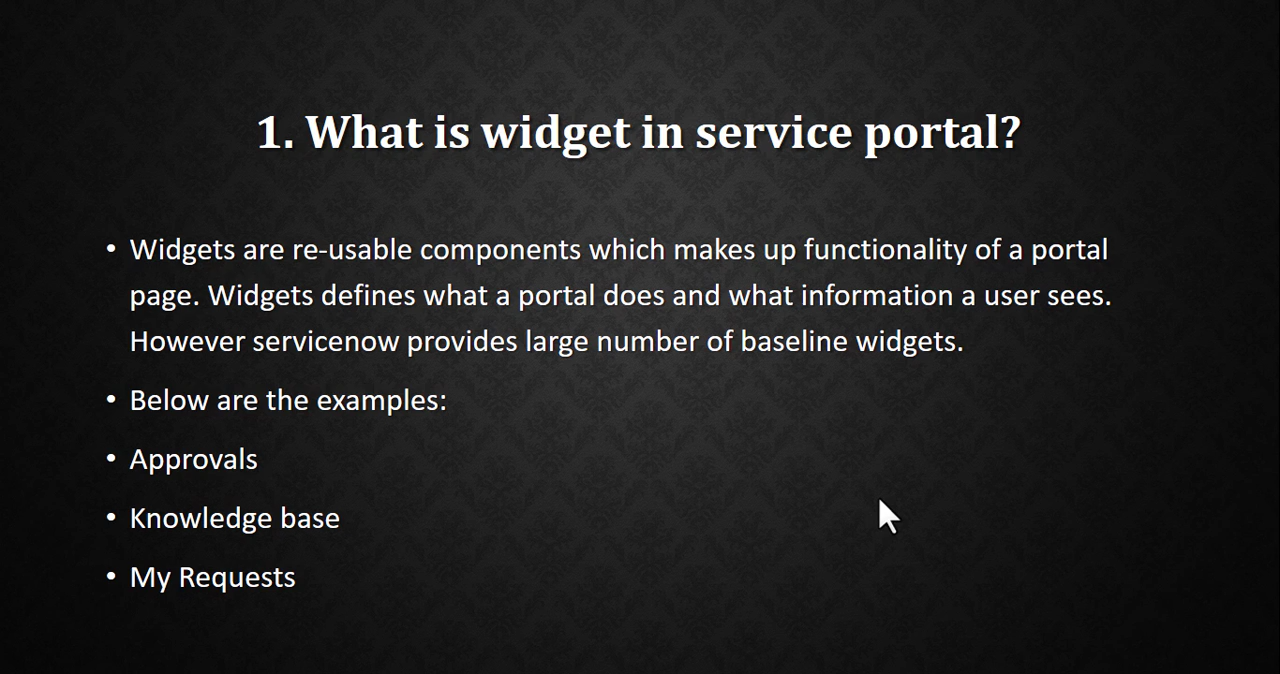 1. What is widget in service portal?
• Widgets are re-usable components which makes up functionality of a portal
page. Widgets defines what a portal does and what information a user sees.
However servicenow provides large number of baseline widgets.
• Below are the examples:
• Approvals
• Knowledge base
• My Requests